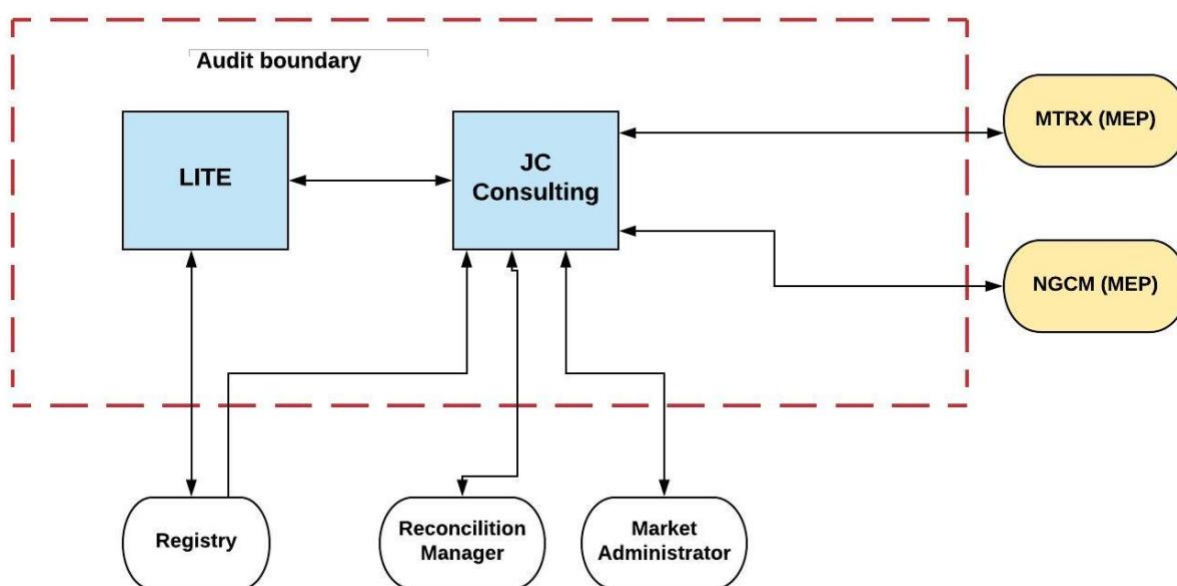 Audit boundary
LITE
JC
Consulting
MTRX (MEP)
NGCM (MEP)
Registry
Reconcilition
Manager
Market
Administrator